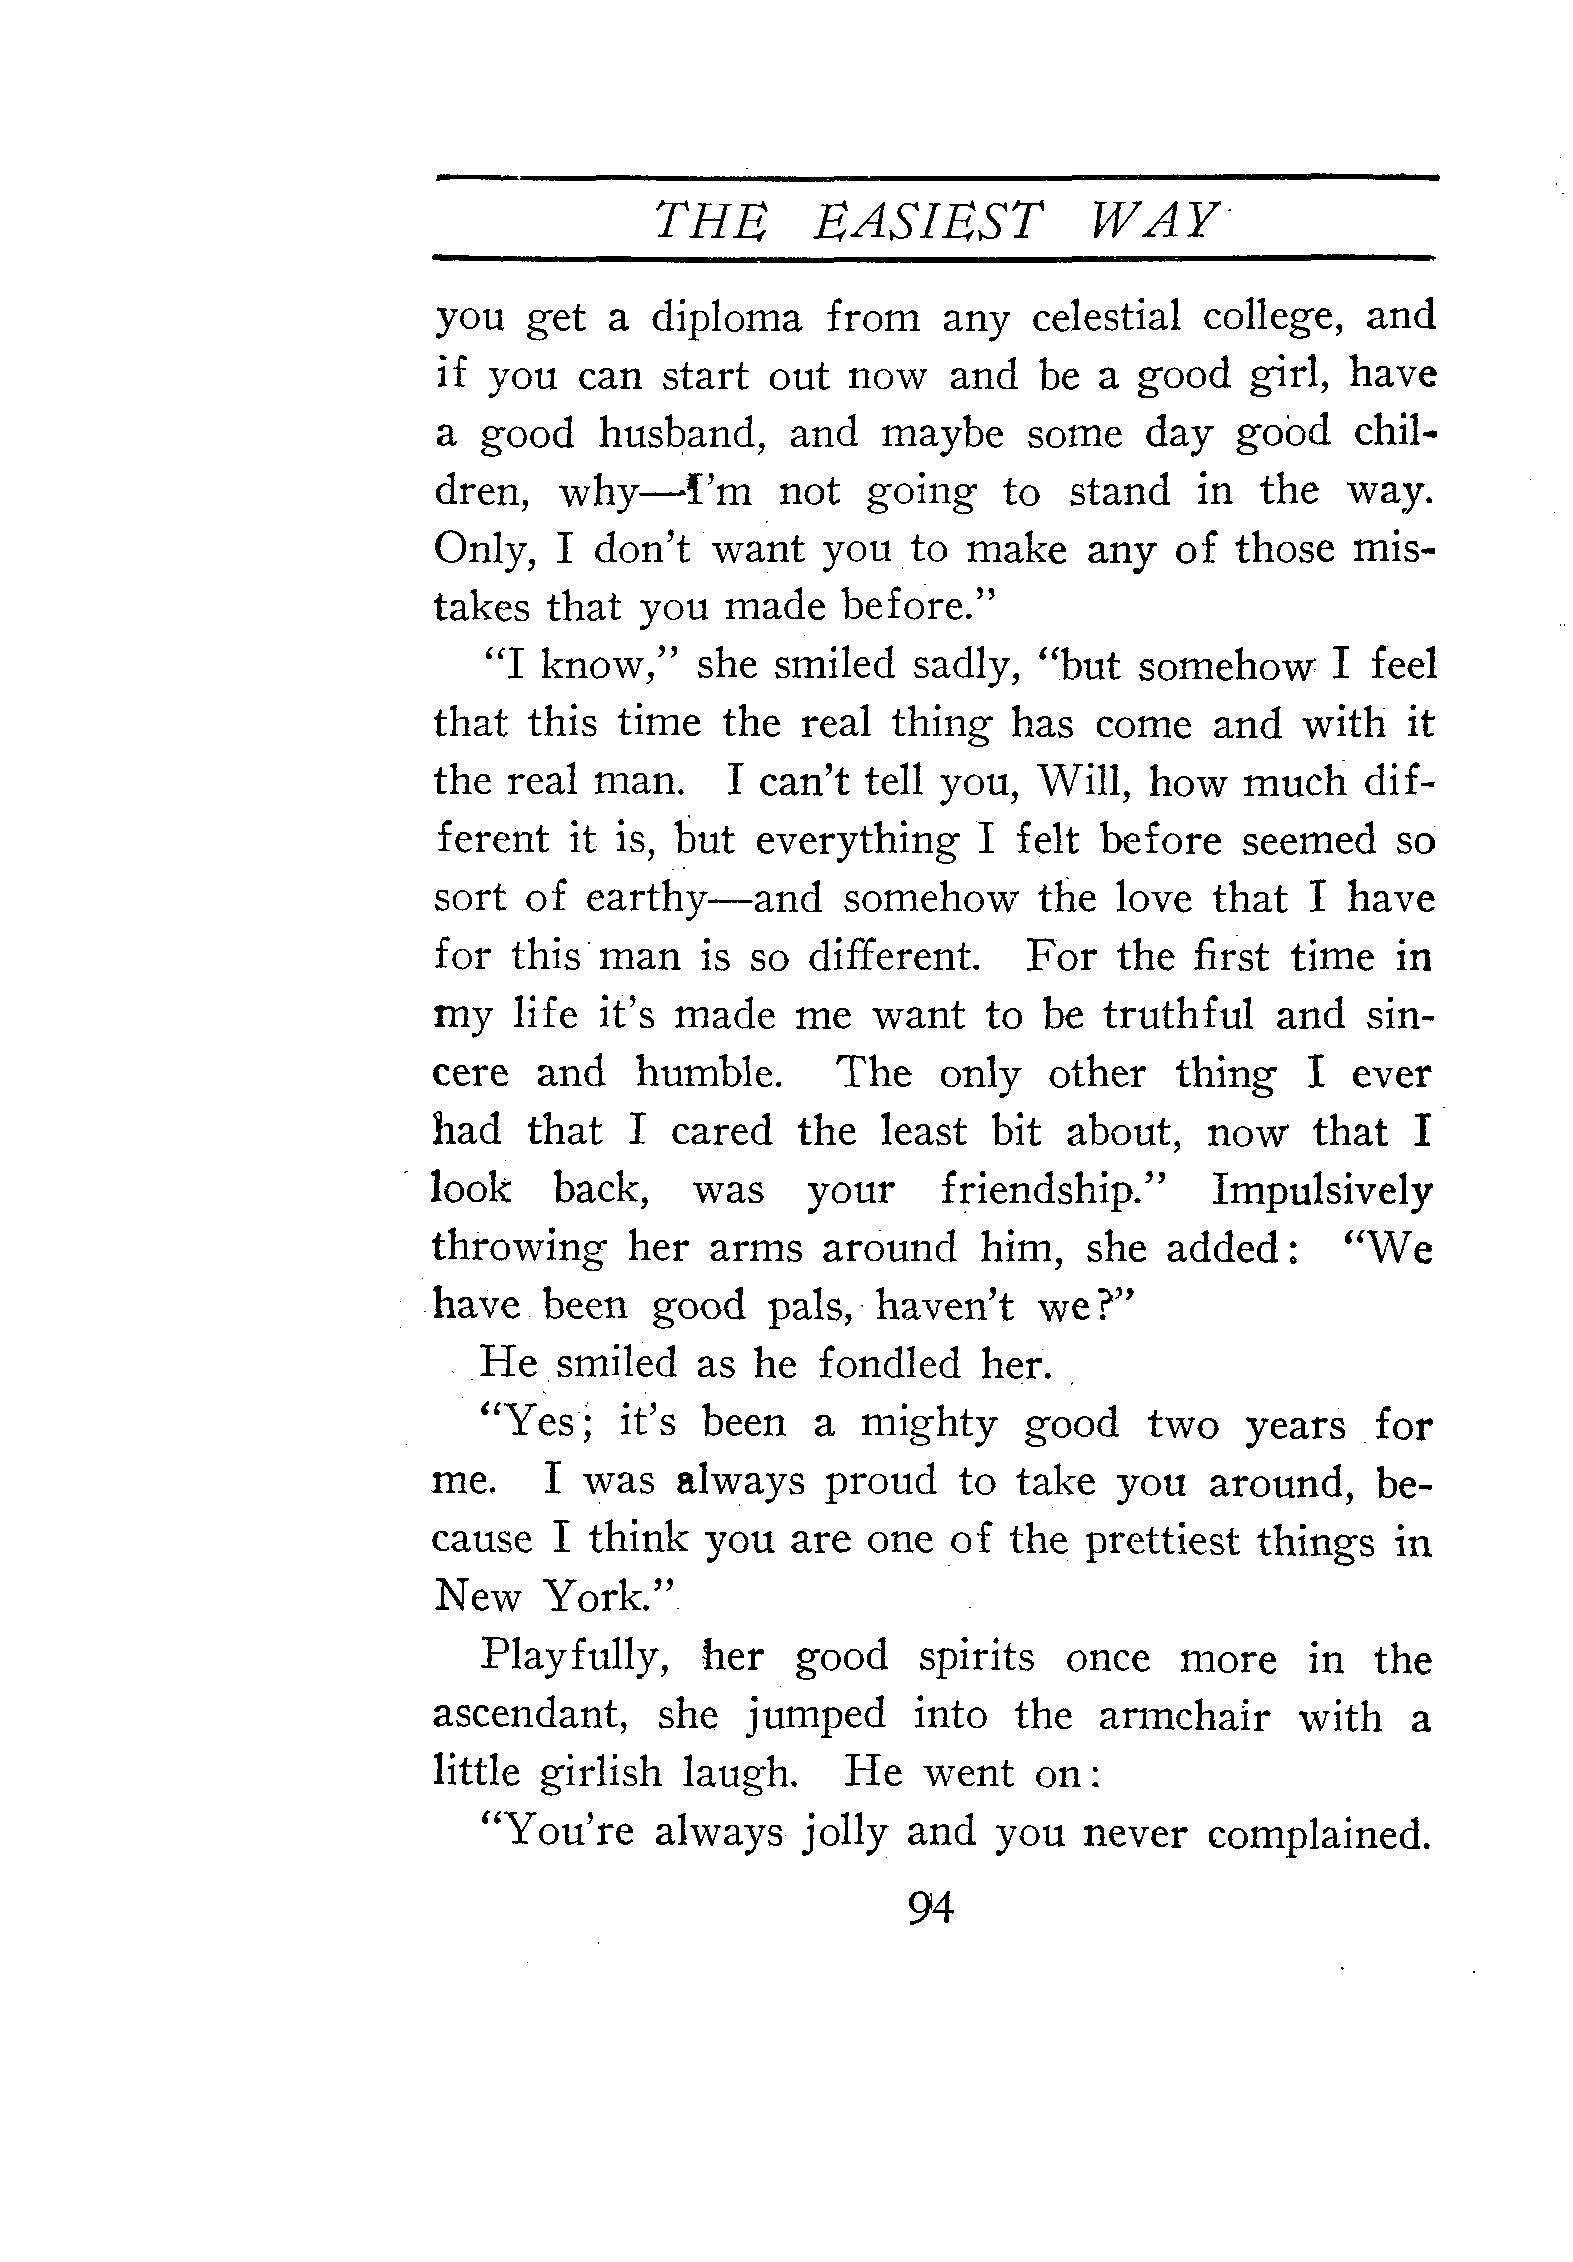 THE EASIEST WAY
you get a diploma from any celestial college, and
if you can start out now and be a good girl, have
a good husband, and maybe some day good chil-
dren, why—I'm not going to stand in the way.
Only, I don't want you to make any of those mis-
takes that you made before."
"I know," she smiled sadly, "but somehow I feel
that this time the real thing has come and with it
the real man. I can't tell you, Will, how much dif-
ferent it is, but everything I felt before seemed so
sort of earthy—and somehow the love that I have
for this man is so different. For the first time in
my life it's made me want to be truthful and sin-
cere and humble. The only other thing I ever
had that I cared the least bit about, now that I
look back, was your friendship." Impulsively
throwing her arms around him, she added: "We
have been good pals, haven't we?"
He smiled as he fondled her.
"Yes; it's been a mighty good two years for
me. I was always proud to take you around, be-
cause I think you are one of the prettiest things in
New York."
Playfully, her good spirits once more in the
ascendant, she jumped into the armchair with a
little girlish laugh. He went on:
"You're always jolly and you never complained.
94